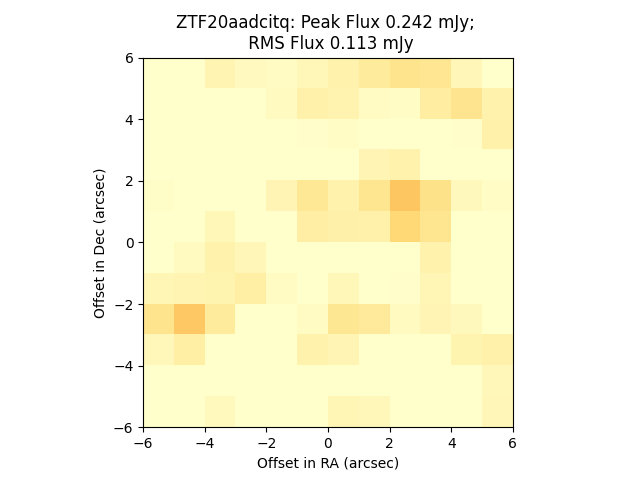 ZTF20aadcitq: Peak Flux 0.242 mJy;
RMS Flux 0.113 mJy
6
4
2
0
−2
−4
−6
Offset in Dec (arcsec)
−6 −4 −2 0 2 4 6
Offset in RA (arcsec)